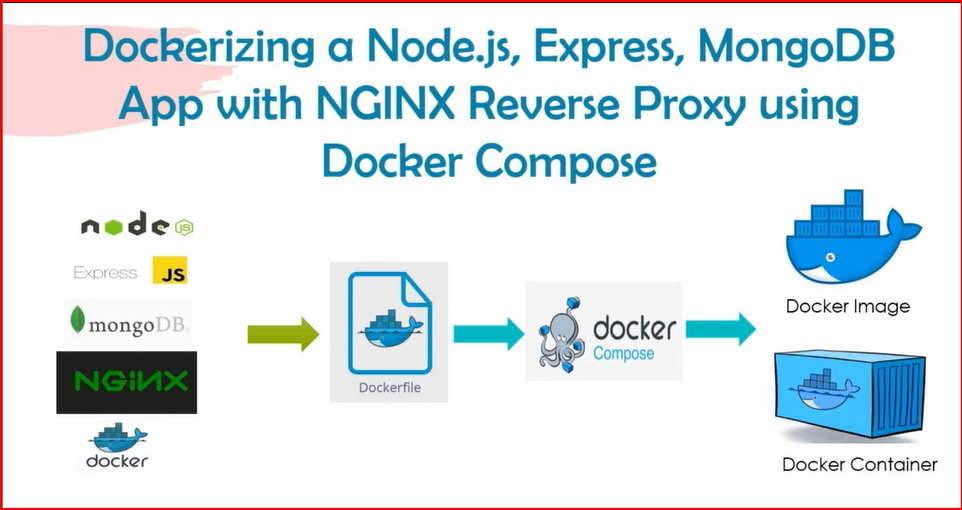 Dockerizing a Node.js, Express, MongoDB
App with NGINX Reverse Proxy using
Docker Compose
node JS
Express JS
mongoDB.
NGiNX
docker
Dockerfile
docker
Compose
Docker Image
Docker Container